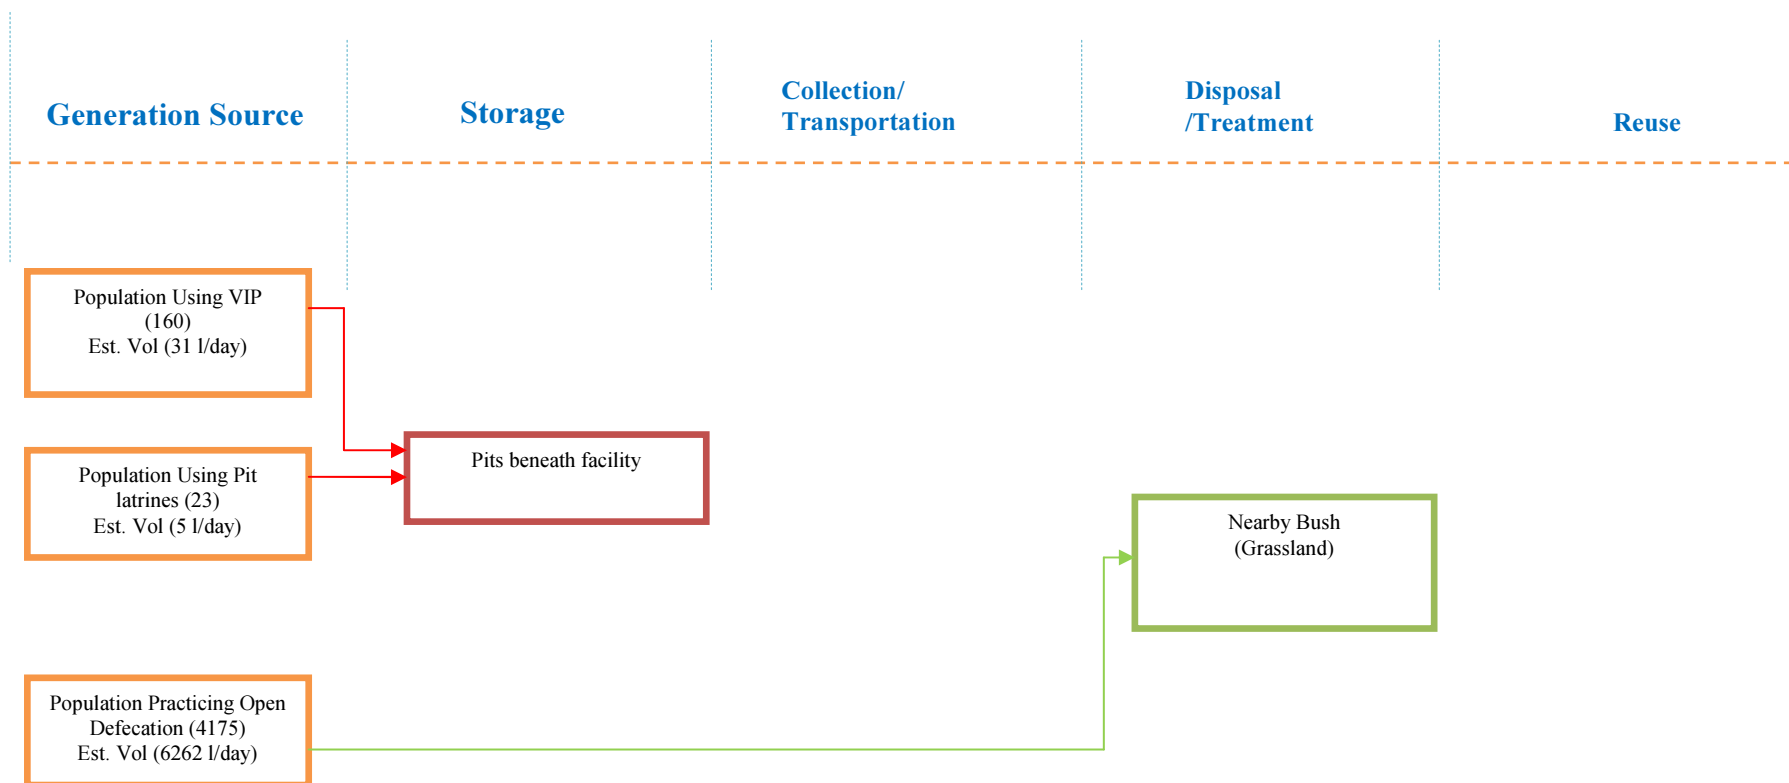 Generation Source
Storage
Collection/
Transportation
Disposal
/Treatment
Reuse
Population Using VIP
(160)
Est. Vol (31 l/day)
Population Using Pit
latrines (23)
Est. Vol (5 l/day)
Pits beneath facility
Nearby Bush
(Grassland)
Population Practicing Open
Defecation (4175)
Est. Vol (6262 l/day)